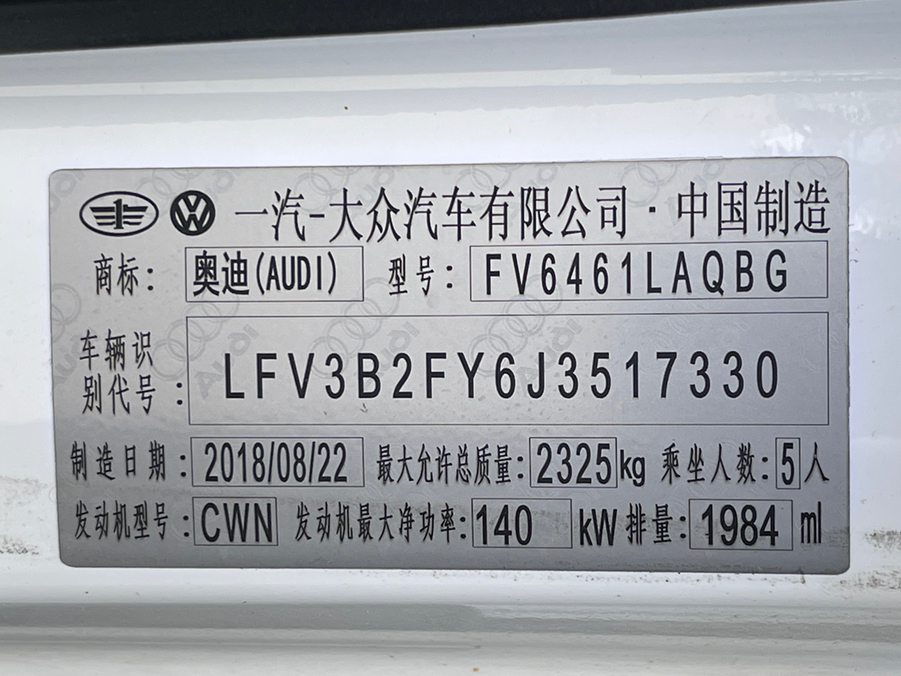 一汽-大众汽车有限公司·中国制造
商标: 奥迪(AUDI) 型号: FV6461LAQBG
车辆识别代号: LFV3B2FY6J3517330
制造日期: 2018/08/22 最大允许总质量: 2325kg 乘坐人数: 5人
发动机型号: CWN 发动机最大净功率: 140 kW 排量: 1984 ml